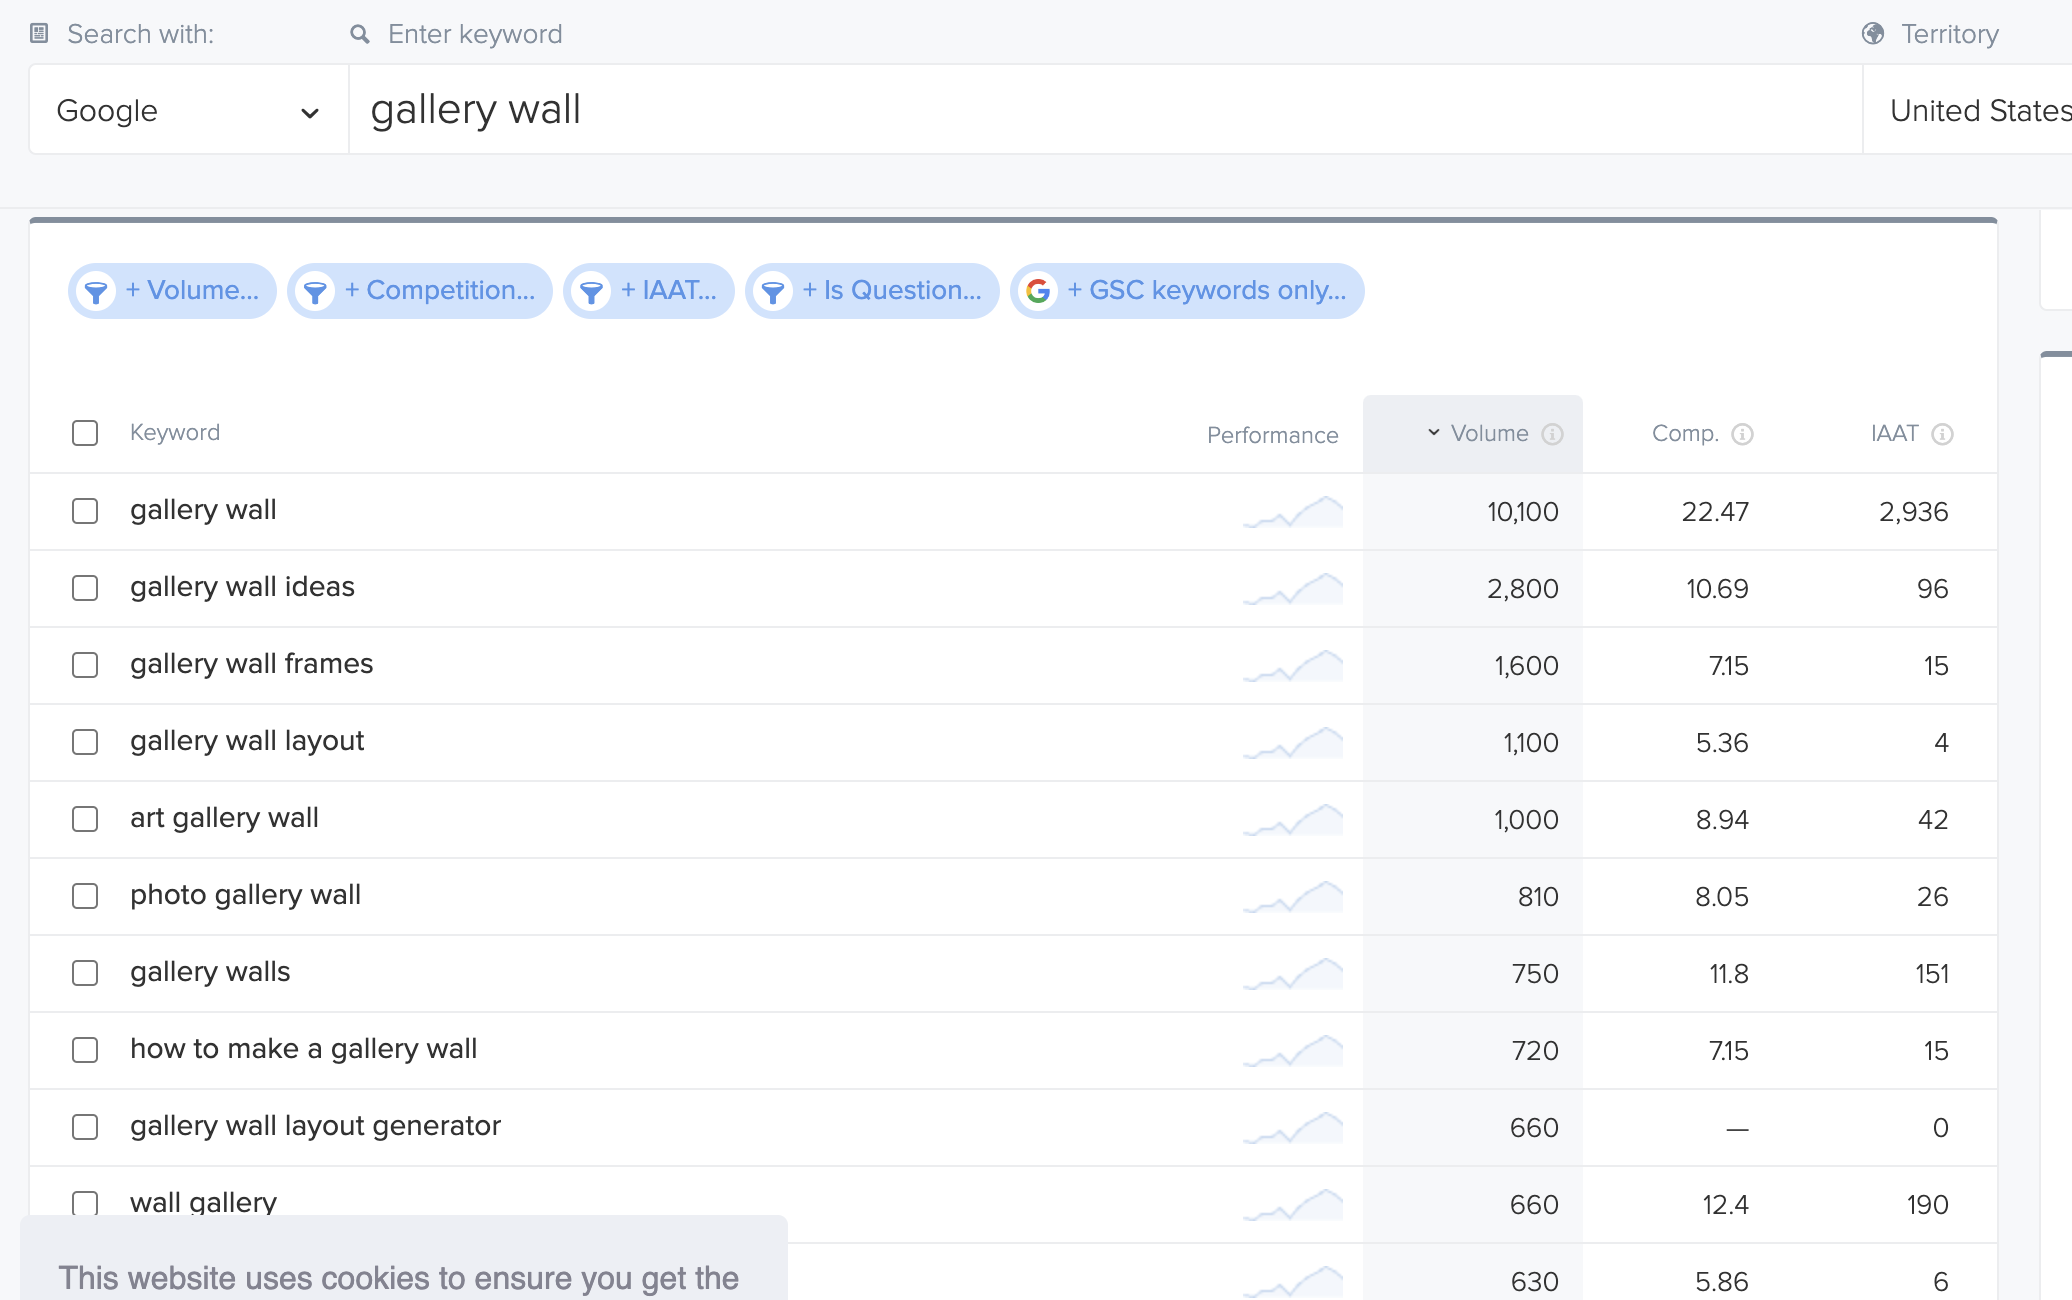 Search with: Enter keyword Territory
Google gallery wall United States
+ Volume... + Competition... + IAAT... + Is Question... + GSC keywords only...
Keyword Performance Volume Comp. IAAT
gallery wall 10,100 22.47 2,936
gallery wall ideas 2,800 10.69 96
gallery wall frames 1,600 7.15 15
gallery wall layout 1,100 5.36 4
art gallery wall 1,000 8.94 42
photo gallery wall 810 8.05 26
gallery walls 750 11.8 151
how to make a gallery wall 720 7.15 15
gallery wall layout generator 660 — 0
wall gallery 660 12.4 190
630 5.86 6
This website uses cookies to ensure you get the